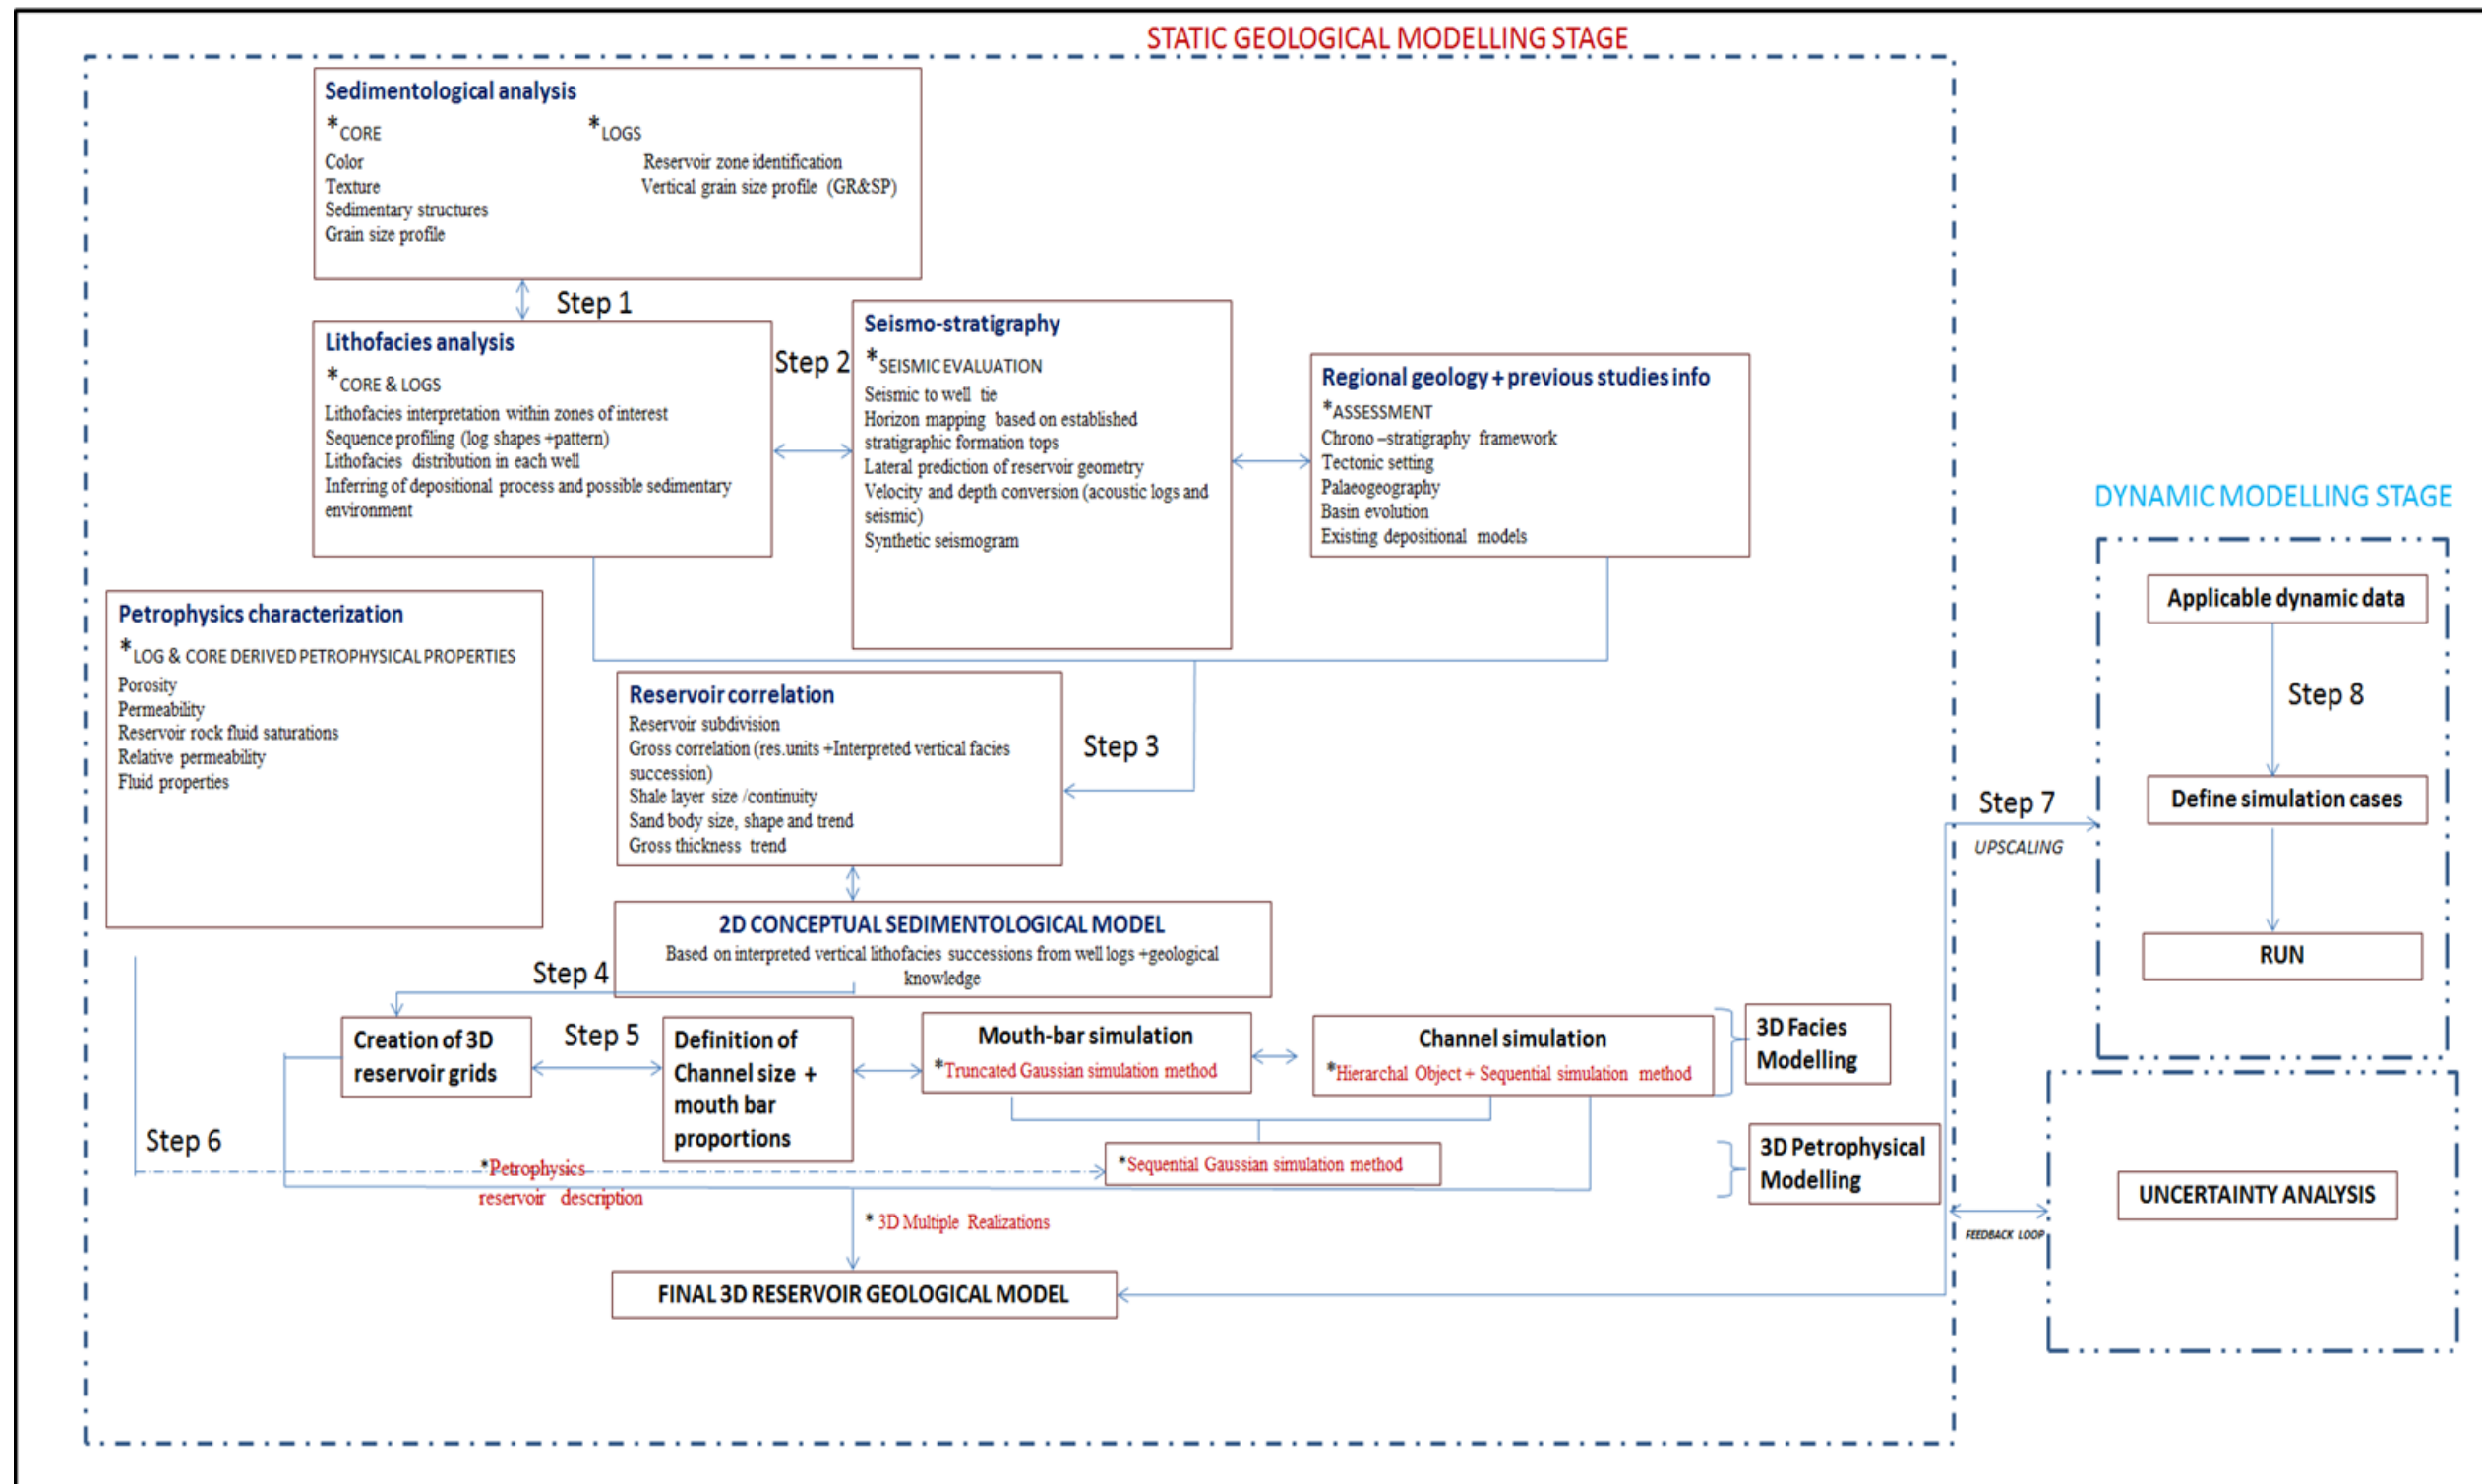 STATIC GEOLOGICAL MODELLING STAGE
Sedimentological analysis
*CORE
*LOGS
Color
Reservoir zone identification
Texture
Vertical grain size profile (GR&SP)
Sedimentary structures
Grain size profile
Step 1
Lithofacies analysis
*CORE & LOGS
Lithofacies interpretation within zones of interest
Sequence profiling (log shapes +pattern)
Lithofacies distribution in each well
Inferring of depositional process and possible sedimentary
environment
Step 2
Seismo-stratigraphy
*SEISMIC EVALUATION
Seismic to well tie
Horizon mapping based on established
stratigraphic formation tops
Lateral prediction of reservoir geometry
Velocity and depth conversion (acoustic logs and
seismic)
Synthetic seismogram
Regional geology + previous studies info
*ASSESSMENT
Chrono –stratigraphy framework
Tectonic setting
Palaeogeography
Basin evolution
Existing depositional models
Petrophysics characterization
*LOG & CORE DERIVED PETROPHYSICAL PROPERTIES
Porosity
Permeability
Reservoir rock fluid saturations
Relative permeability
Fluid properties
Reservoir correlation
Reservoir subdivision
Gross correlation (res.units +Interpreted vertical facies
succession)
Shale layer size /continuity
Sand body size, shape and trend
Gross thickness trend
Step 3
2D CONCEPTUAL SEDIMENTOLOGICAL MODEL
Based on interpreted vertical lithofacies successions from well logs +geological
knowledge
Step 4
Creation of 3D
reservoir grids
Step 5
Definition of
Channel size +
mouth bar
proportions
Mouth-bar simulation
*Truncated Gaussian simulation method
Channel simulation
*Hierarchal Object + Sequential simulation method
3D Facies
Modelling
Step 6
*Petrophysics
reservoir description
*Sequential Gaussian simulation method
3D Petrophysical
Modelling
* 3D Multiple Realizations
FINAL 3D RESERVOIR GEOLOGICAL MODEL
Step 7
UPSCALING
DYNAMIC MODELLING STAGE
Applicable dynamic data
Step 8
Define simulation cases
RUN
FEEDBACK LOOP
UNCERTAINTY ANALYSIS